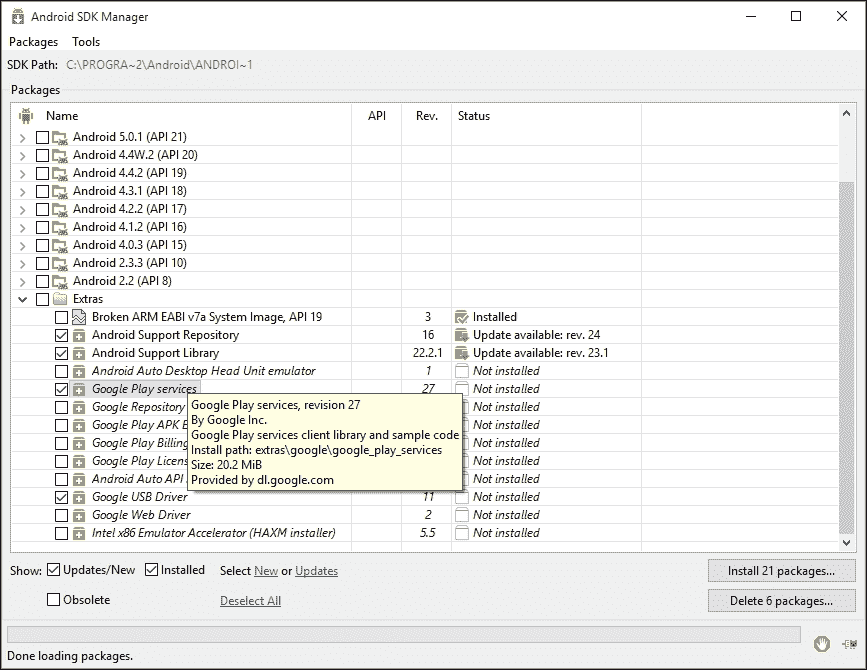 Android SDK Manager
Packages Tools
SDK Path: C:\PROGRA~2\Android\ANDROI~1
Packages
Name API Rev. Status
Android 5.0.1 (API 21)
Android 4.4W.2 (API 20)
Android 4.4.2 (API 19)
Android 4.3.1 (API 18)
Android 4.2.2 (API 17)
Android 4.1.2 (API 16)
Android 4.0.3 (API 15)
Android 2.3.3 (API 10)
Android 2.2 (API 8)
Extras
Broken ARM EABI v7a System Image, API 19 3 Installed
Android Support Repository 16 Update available: rev. 24
Android Support Library 22.2.1 Update available: rev. 23.1
Android Auto Desktop Head Unit emulator 1 Not installed
Google Play services 27 Not installed
Google Repository Not installed
Google Play APK E Not installed
Google Play Billing Not installed
Google Play Licens Not installed
Android Auto API Not installed
Google Play services, revision 27
By Google Inc.
Google Play services client library and sample code
Install path: extras\google\google_play_services
Size: 20.2 MiB
Provided by dl.google.com
Google USB Driver 11 Not installed
Google Web Driver 2 Not installed
Intel x86 Emulator Accelerator (HAXM installer) 5.5 Not installed
Show: Updates/New Installed Select New or Updates Install 21 packages...
Obsolete Deselect All Delete 6 packages...
Done loading packages.